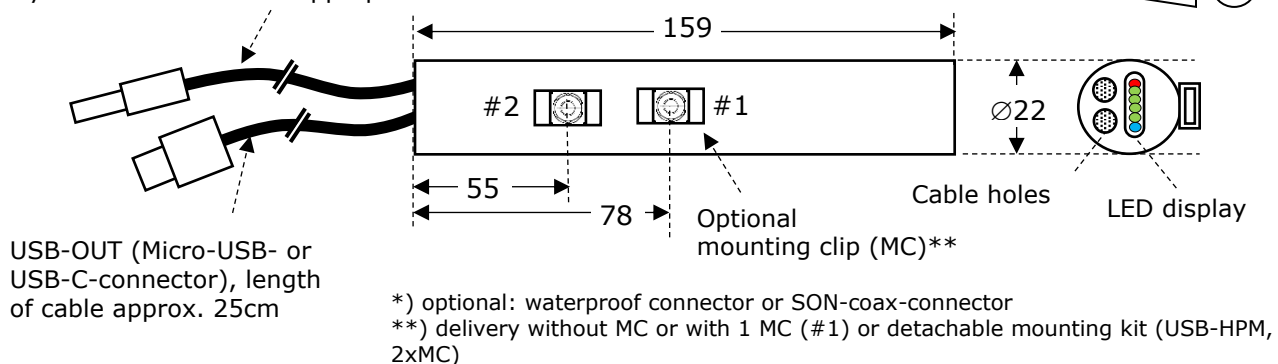 159
#2
#1
∅22
55
78
Cable holes
LED display
Optional
mounting clip (MC)**
USB-OUT (Micro-USB- or
USB-C-connector), length
of cable approx. 25cm
*) optional: waterproof connector or SON-coax-connector
**) delivery without MC or with 1 MC (#1) or detachable mounting kit (USB-HPM,
2xMC)